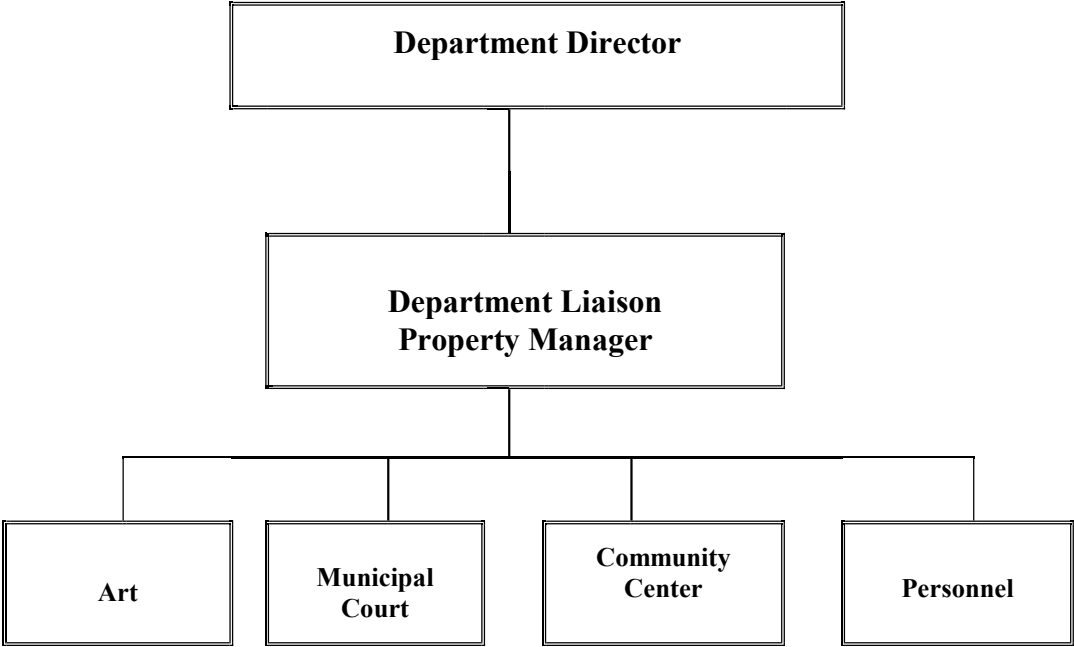 Department Director
Department Liaison
Property Manager
Art
Municipal
Court
Community
Center
Personnel